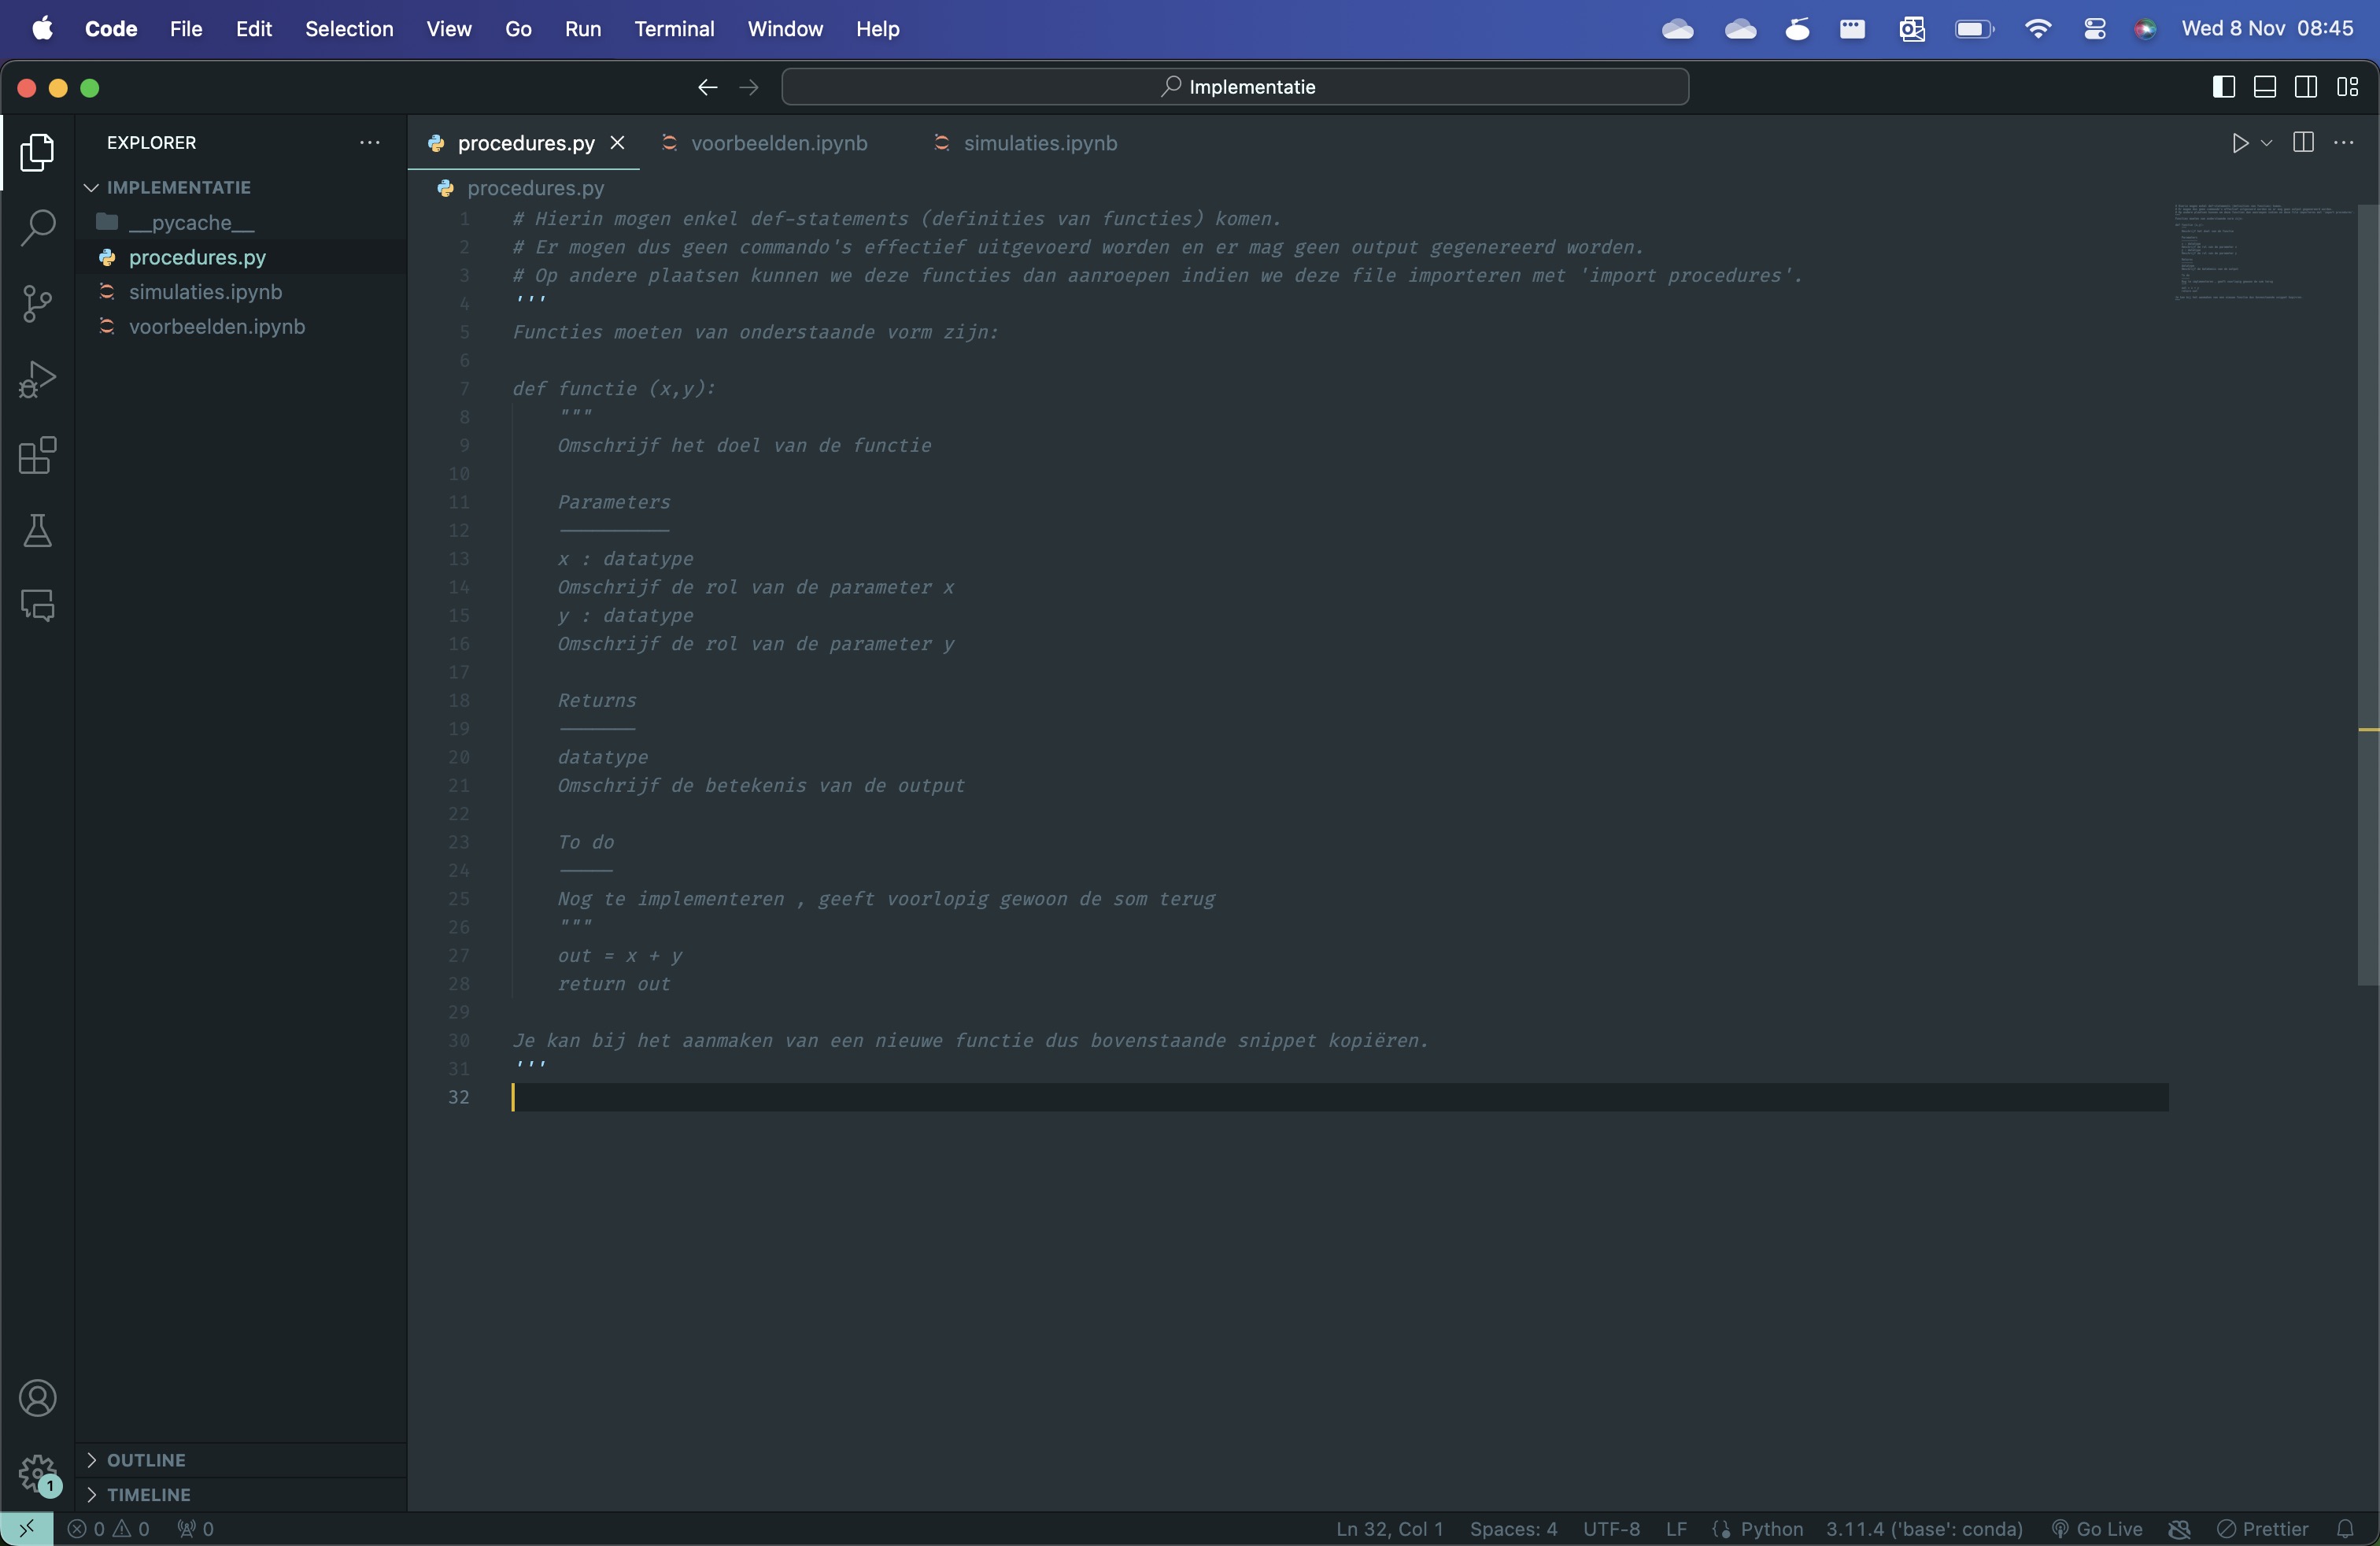 Code File Edit Selection View Go Run Terminal Window Help Wed 8 Nov 08:45
Implementatie
EXPLORER
IMPLEMENTATIE
__pycache__
procedures.py
simulaties.ipynb
voorbeelden.ipynb
OUTLINE
TIMELINE
procedures.py voorbeelden.ipynb simulaties.ipynb
procedures.py
1 # Hierin mogen enkel def-statements (definities van functies) komen.
2 # Er mogen dus geen commando's effectief uitgevoerd worden en er mag geen output gegenereerd worden.
3 # Op andere plaatsen kunnen we deze functies dan aanroepen indien we deze file importeren met 'import procedures'.
4 '''
5 Functies moeten van onderstaande vorm zijn:
6
7 def functie (x,y):
8 """
9 Omschrijf het doel van de functie
10
11 Parameters
12 ----------
13 x : datatype
14 Omschrijf de rol van de parameter x
15 y : datatype
16 Omschrijf de rol van de parameter y
17
18 Returns
19 -------
20 datatype
21 Omschrijf de betekenis van de output
22
23 To do
24 -----
25 Nog te implementeren , geeft voorlopig gewoon de som terug
26 """
27 out = x + y
28 return out
29
30 Je kan bij het aanmaken van een nieuwe functie dus bovenstaande snippet kopiëren.
31 '''
32
1
0 0 0 Ln 32, Col 1 Spaces: 4 UTF-8 LF Python 3.11.4 ('base': conda) Go Live Prettier